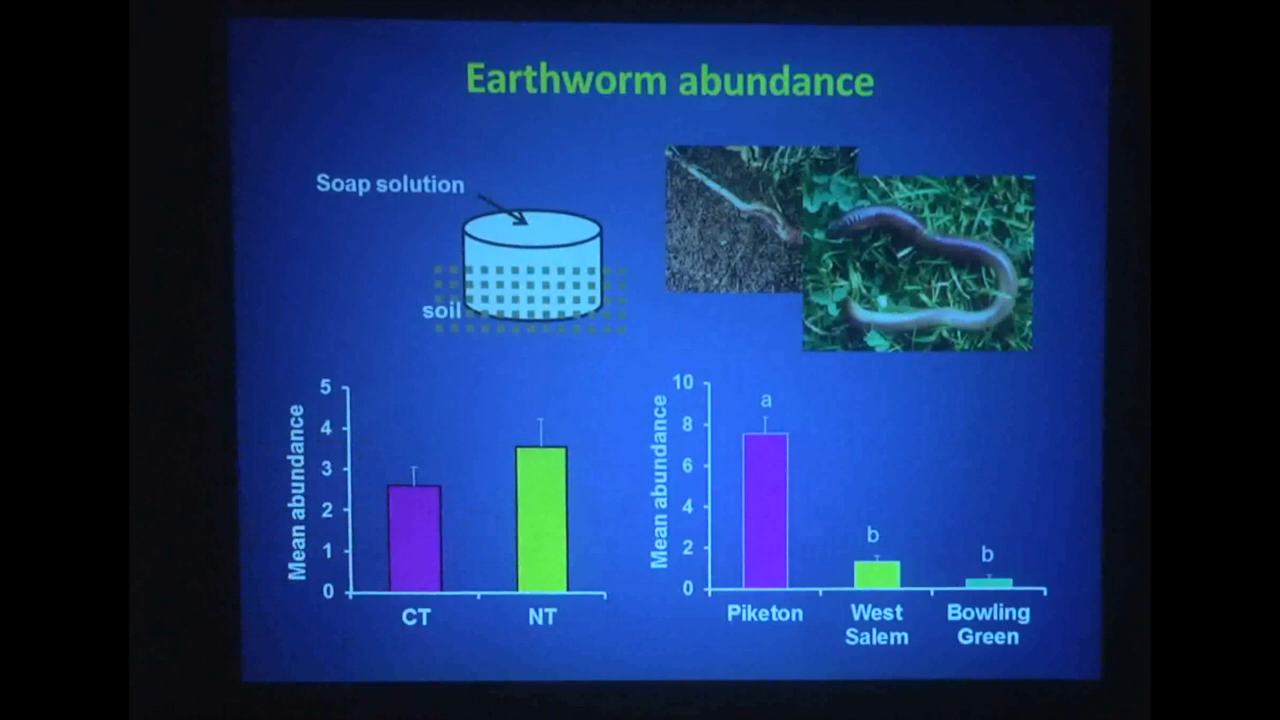 Earthworm abundance
Soap solution
soil
Mean abundance
5
4
3
2
1
0
CT
NT
Mean abundance
10
8
6
4
2
0
a
b
b
Piketon
West
Salem
Bowling
Green